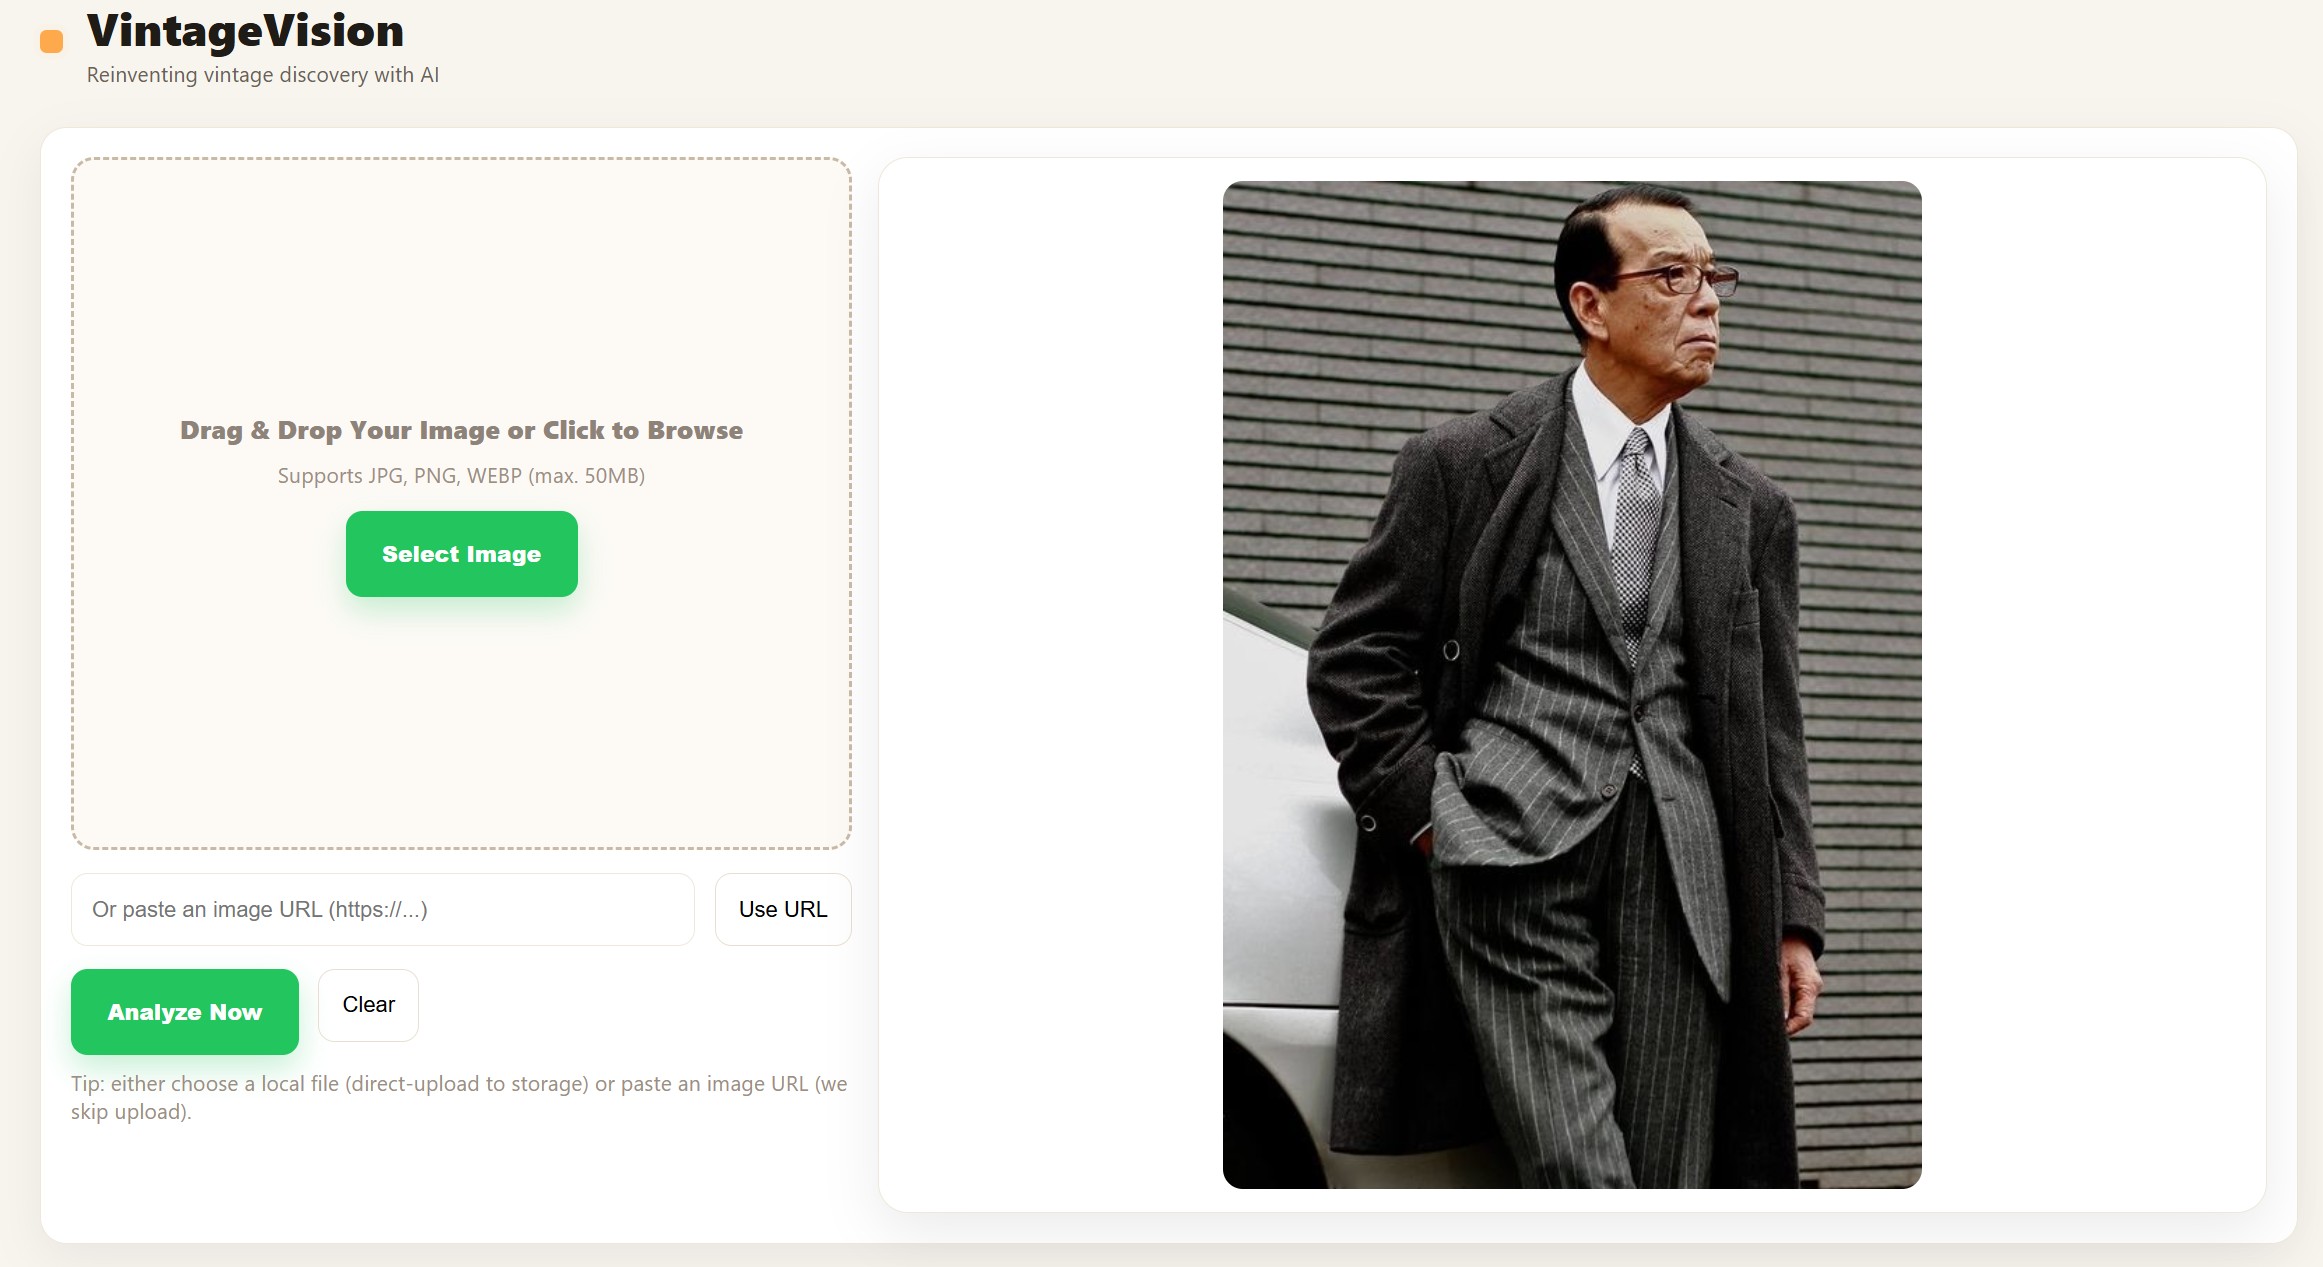 VintageVision
Reinventing vintage discovery with AI
Drag & Drop Your Image or Click to Browse
Supports JPG, PNG, WEBP (max. 50MB)
Select Image
Or paste an image URL (https://...)
Use URL
Analyze Now
Clear
Tip: either choose a local file (direct-upload to storage) or paste an image URL (we
skip upload).